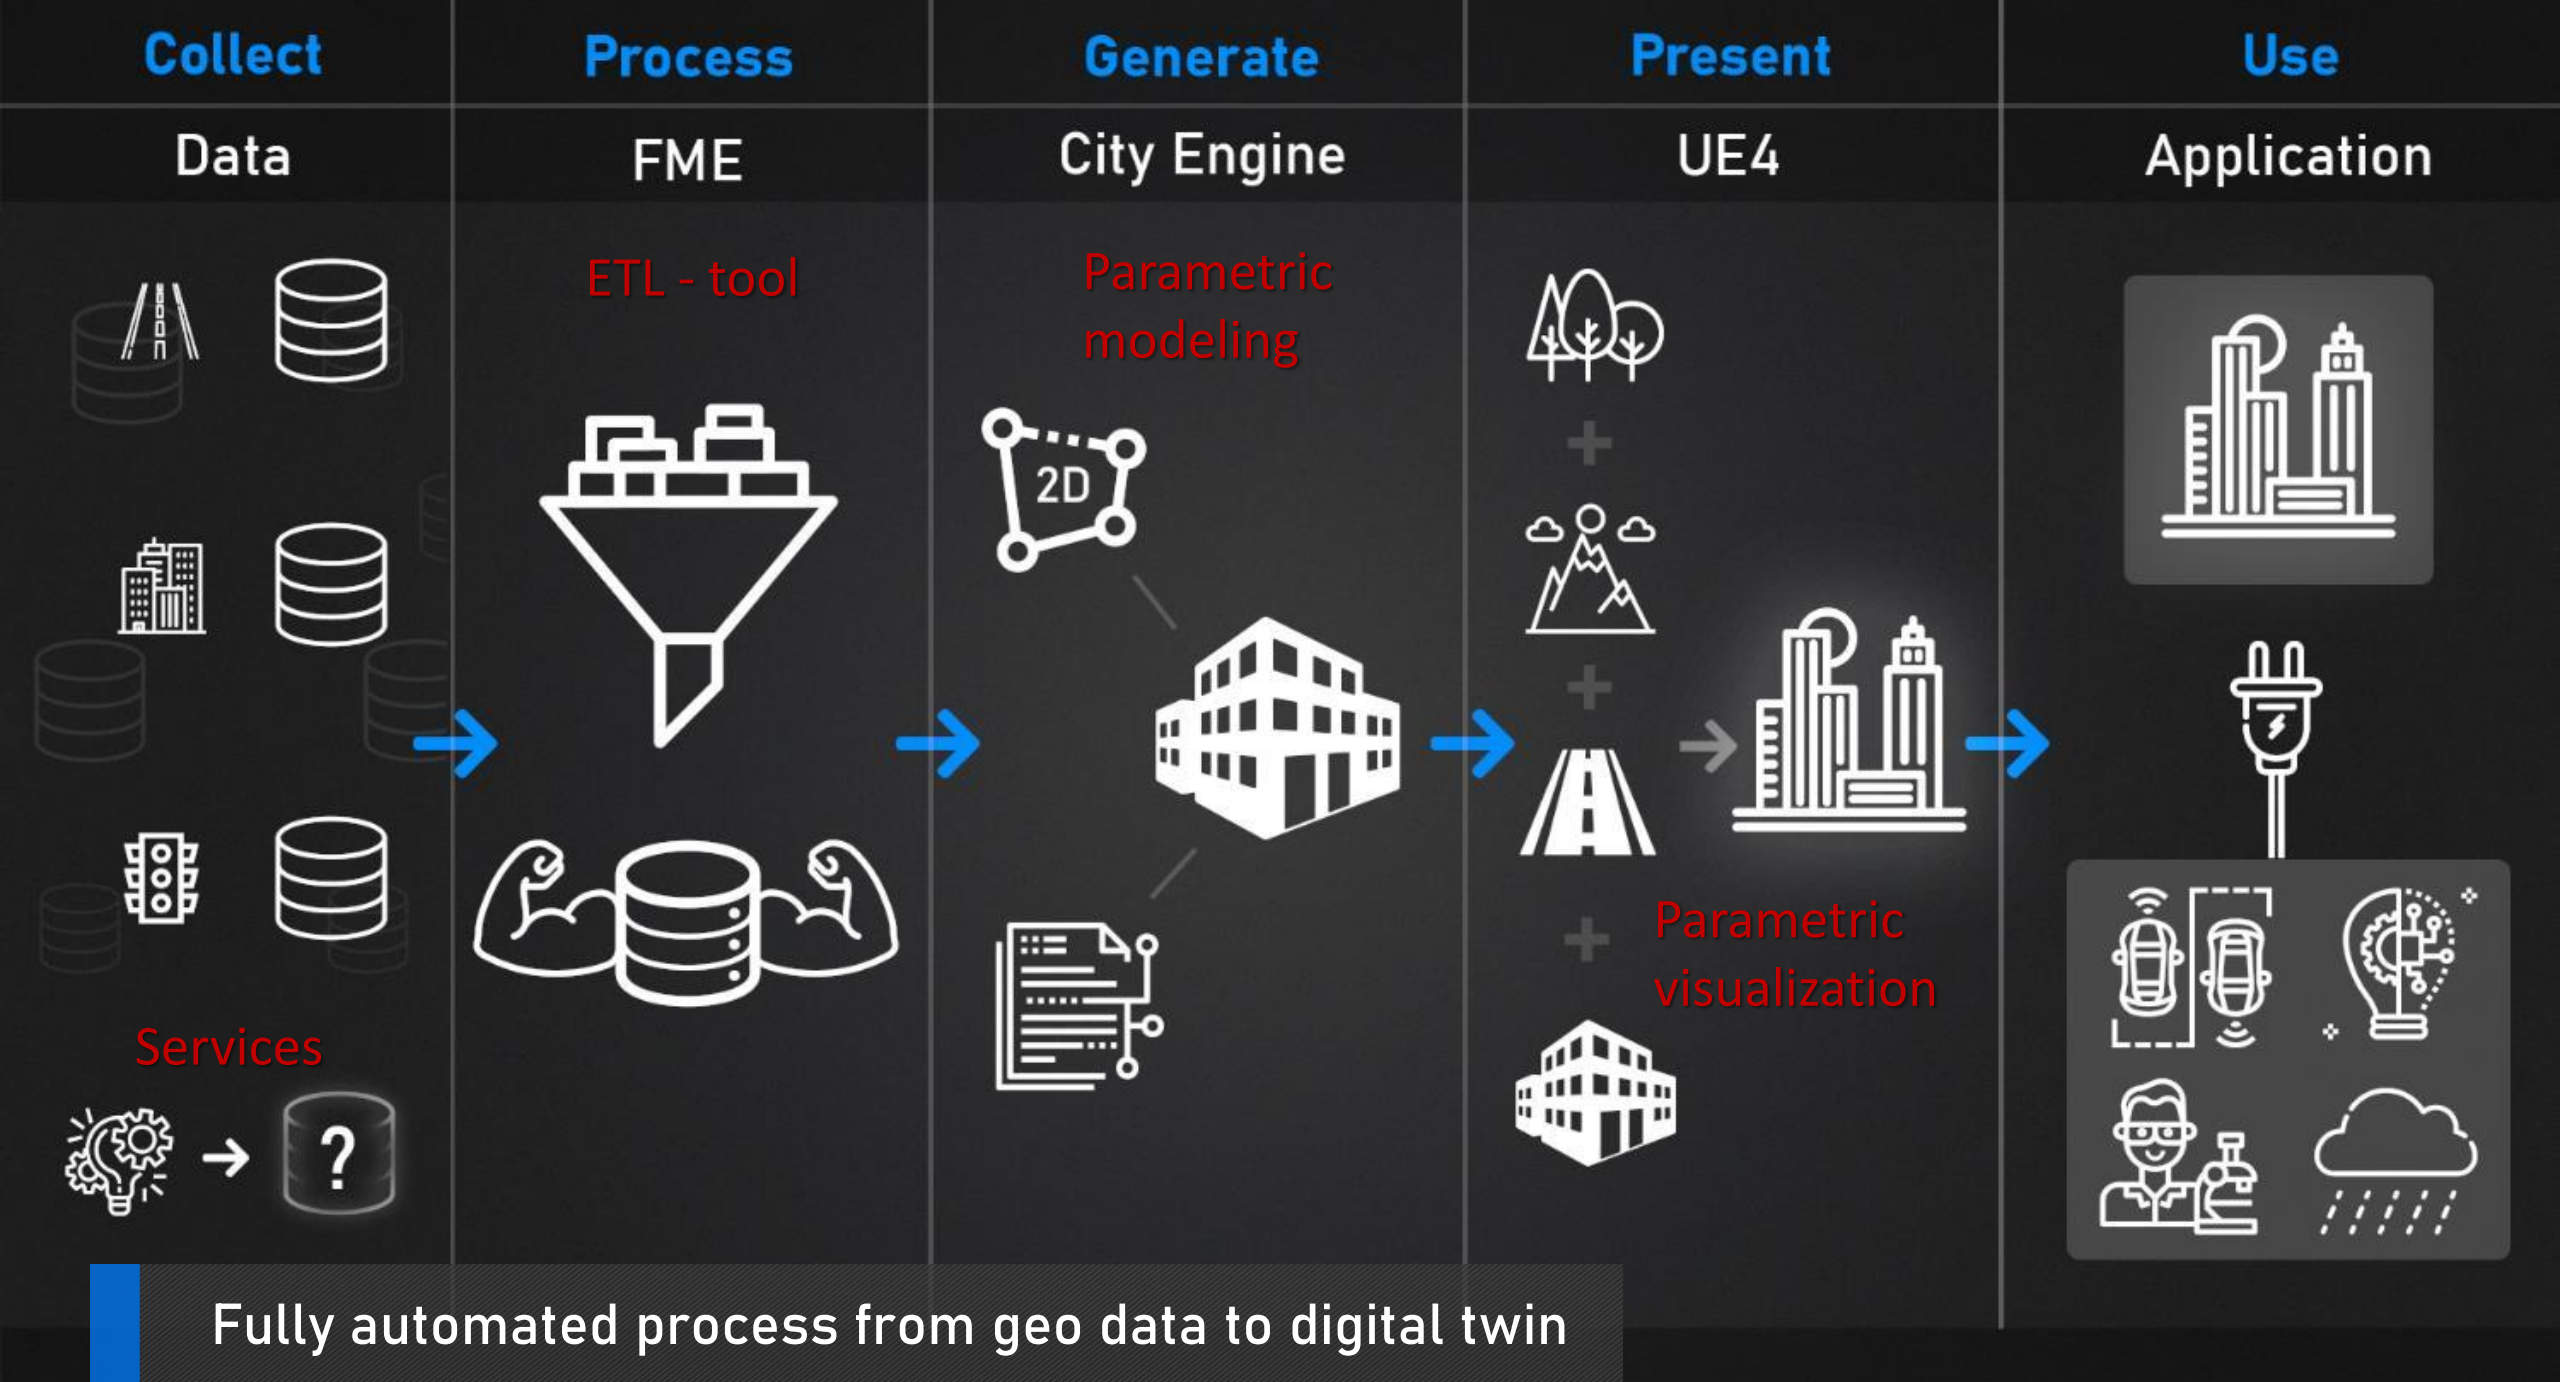 Collect
Process
Generate
Present
Use
Data
FME
City Engine
UE4
Application
ETL - tool
Parametric
modeling
2D
Parametric
visualization
Services
?
Fully automated process from geo data to digital twin